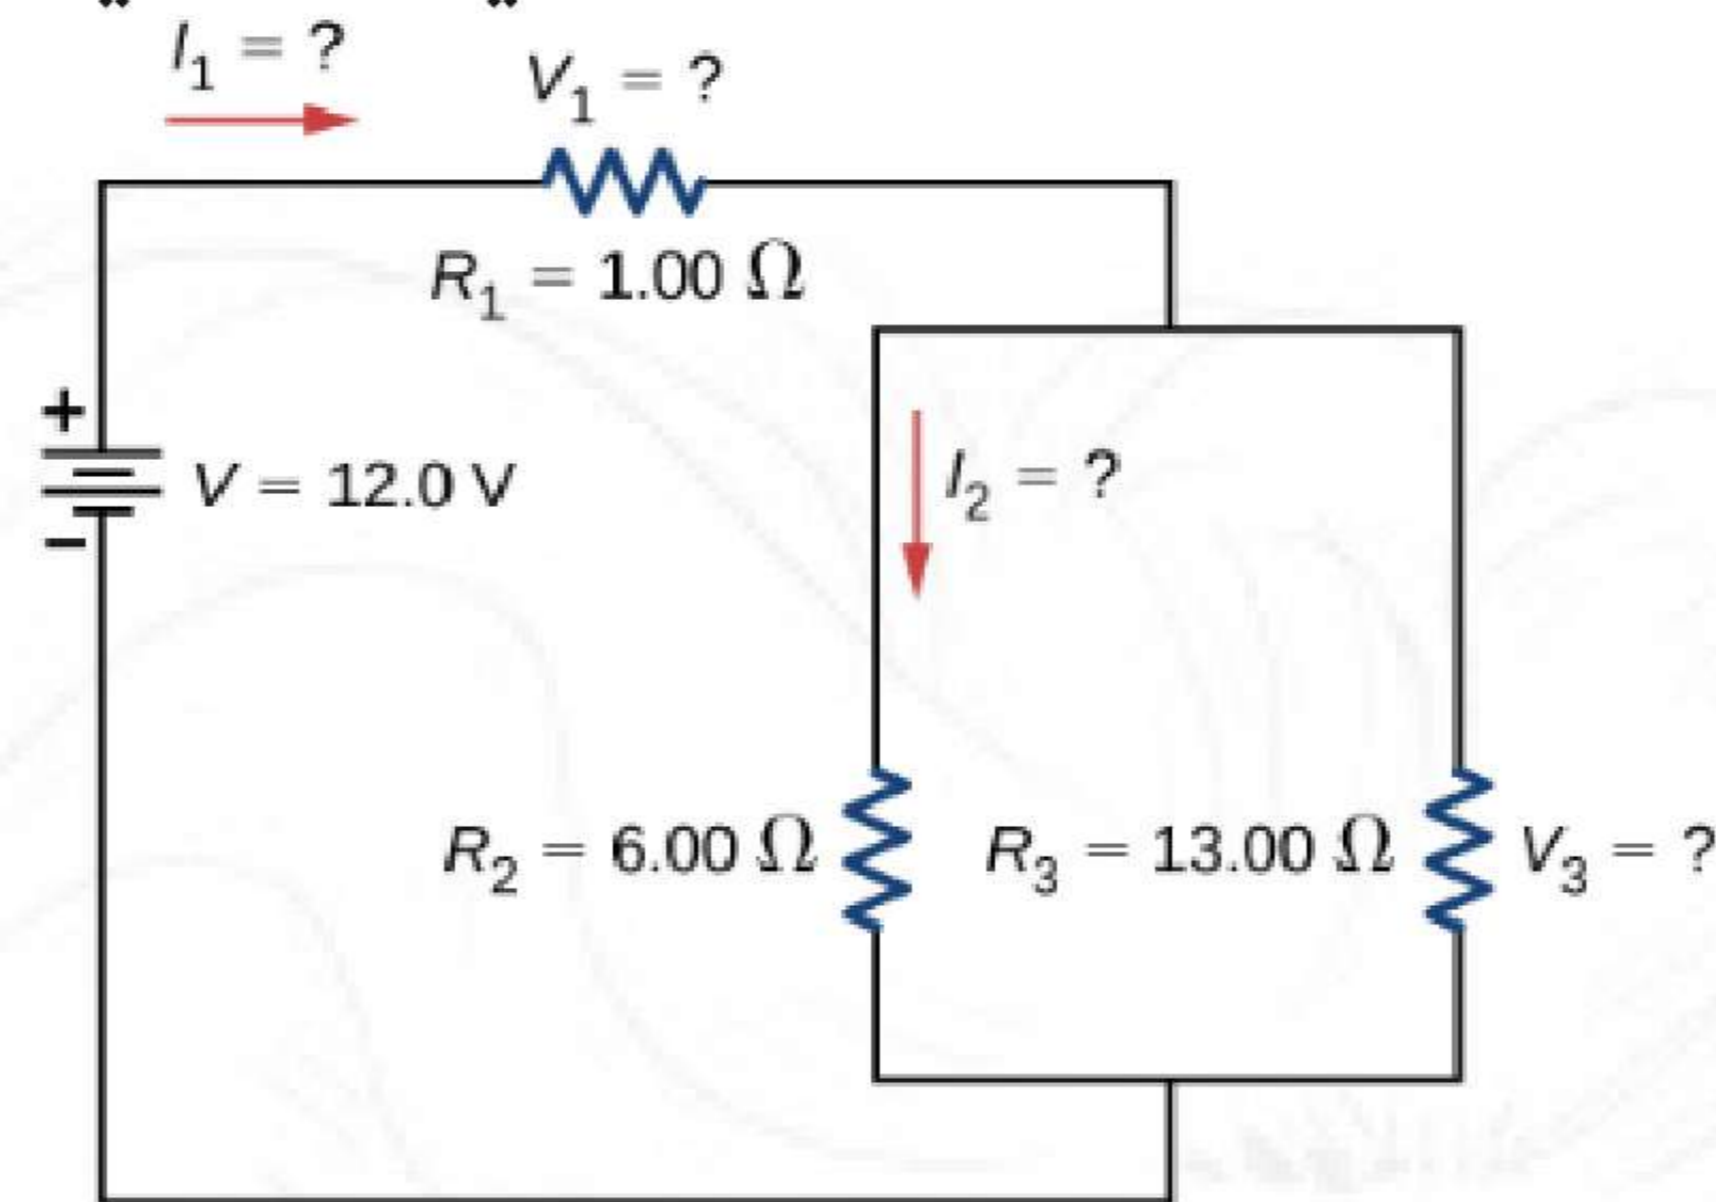 I₁ = ?
V₁ = ?
R₁ = 1.00 Ω
+
V = 12.0 V
−
I₂ = ?
R₂ = 6.00 Ω
R₃ = 13.00 Ω
V₃ = ?